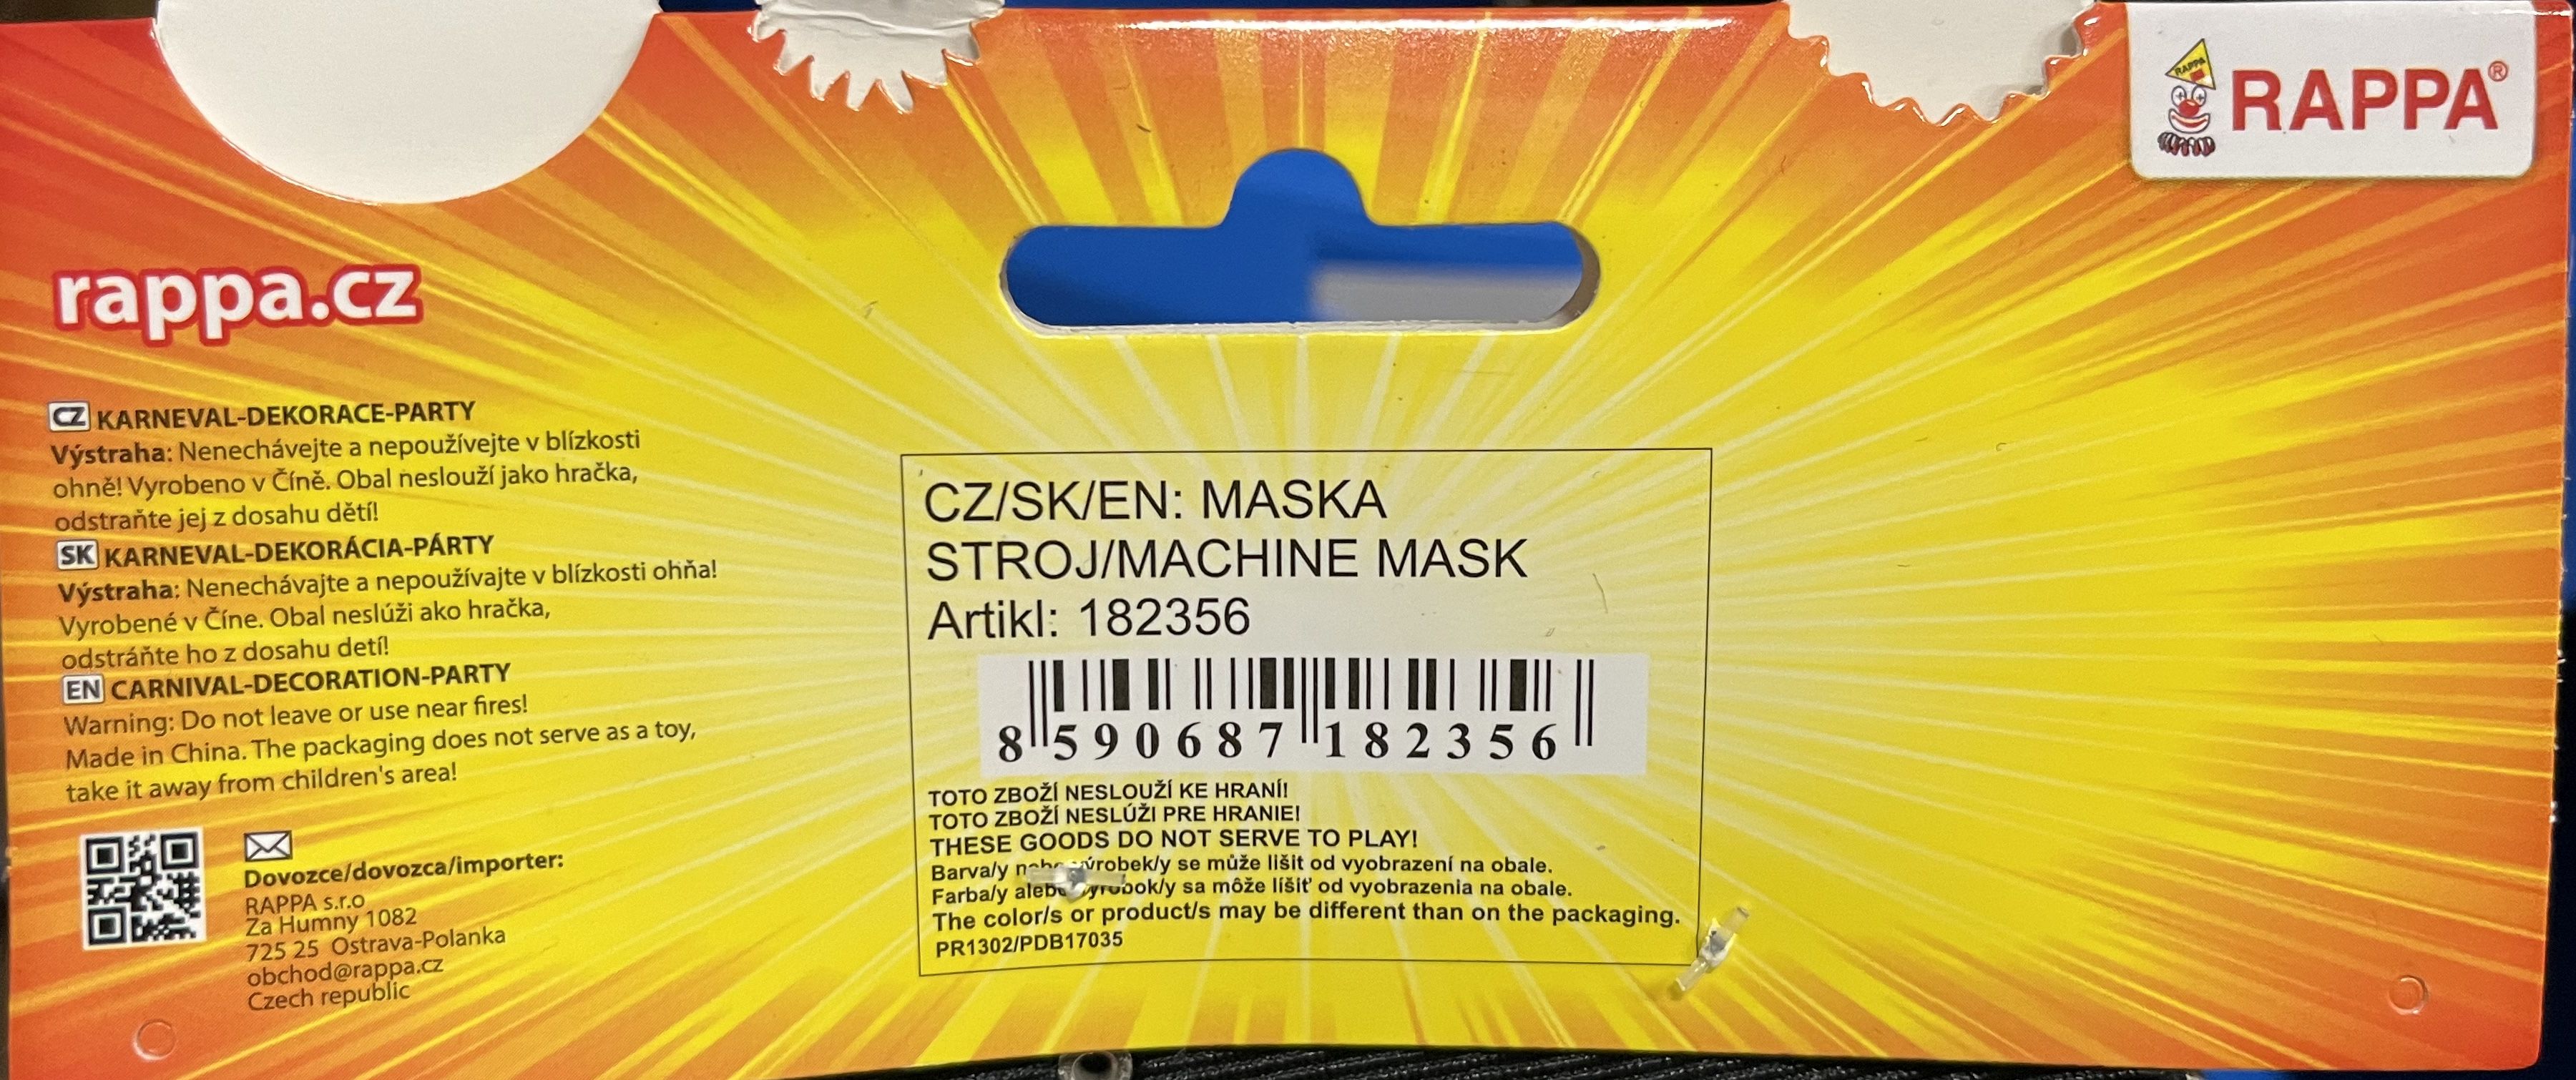 RAPPA
RAPPA®
rappa.cz
CZ KARNEVAL-DEKORACE-PARTY
Výstraha: Nenechávejte a nepoužívejte v blízkosti
ohně! Vyrobeno v Číně. Obal neslouží jako hračka,
odstraňte jej z dosahu dětí!
SK KARNEVAL-DEKORÁCIA-PÁRTY
Výstraha: Nenechávajte a nepoužívajte v blízkosti ohňa!
Vyrobené v Číne. Obal neslúži ako hračka,
odstráňte ho z dosahu detí!
EN CARNIVAL-DECORATION-PARTY
Warning: Do not leave or use near fires!
Made in China. The packaging does not serve as a toy,
take it away from children's area!
Dovozce/dovozca/importer:
RAPPA s.r.o
Za Humny 1082
725 25 Ostrava-Polanka
obchod@rappa.cz
Czech republic
CZ/SK/EN: MASKA
STROJ/MACHINE MASK
Artikl: 182356
8 590687 182356
TOTO ZBOŽÍ NESLOUŽÍ KE HRANÍ!
TOTO ZBOŽÍ NESLÚŽI PRE HRANIE!
THESE GOODS DO NOT SERVE TO PLAY!
Barva/y se může lišit od vyobrazení na obale.
Farba/y alebo sa môže líšiť od vyobrazenia na obale.
The color/s or product/s may be different than on the packaging.
PR1302/PDB17035